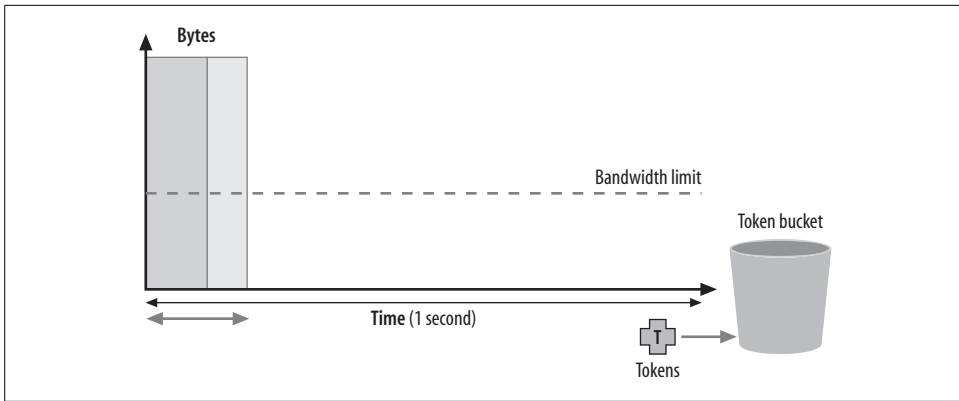 Bytes
Bandwidth limit
Token bucket
Time (1 second)
T
Tokens